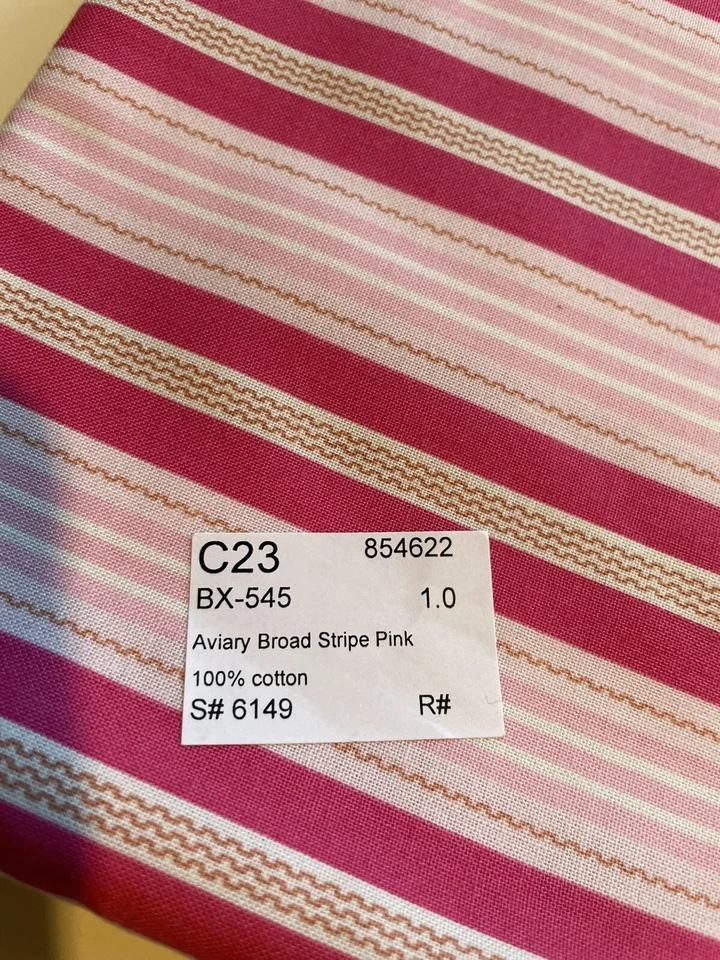 C23 854622
BX-545 1.0
Aviary Broad Stripe Pink
100% cotton
S# 6149 R#